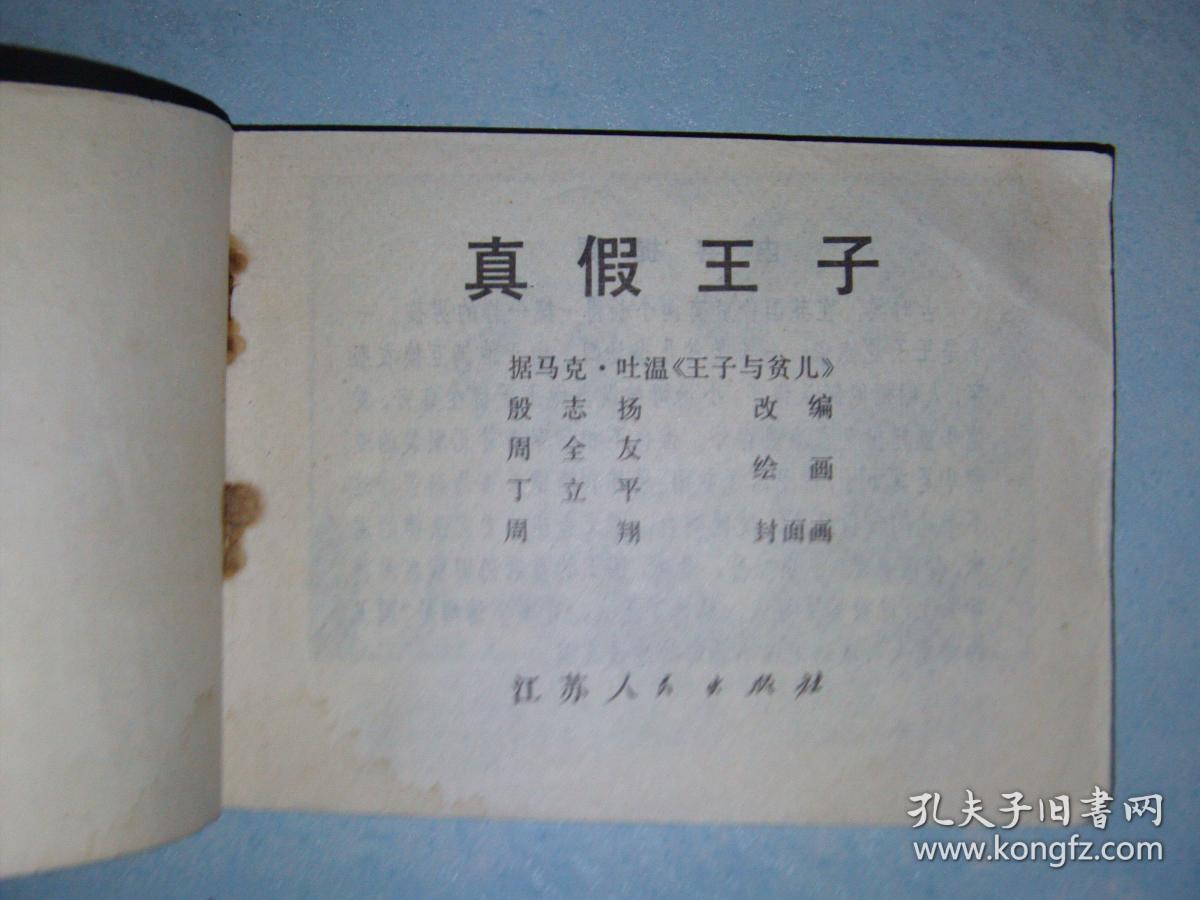 真假王子
据马克·吐温《王子与贫儿》
殷志扬 改编
周全友
绘画
丁立平
周翔 封面画
江苏人民出版社
孔夫子旧书网
www.kongfz.com